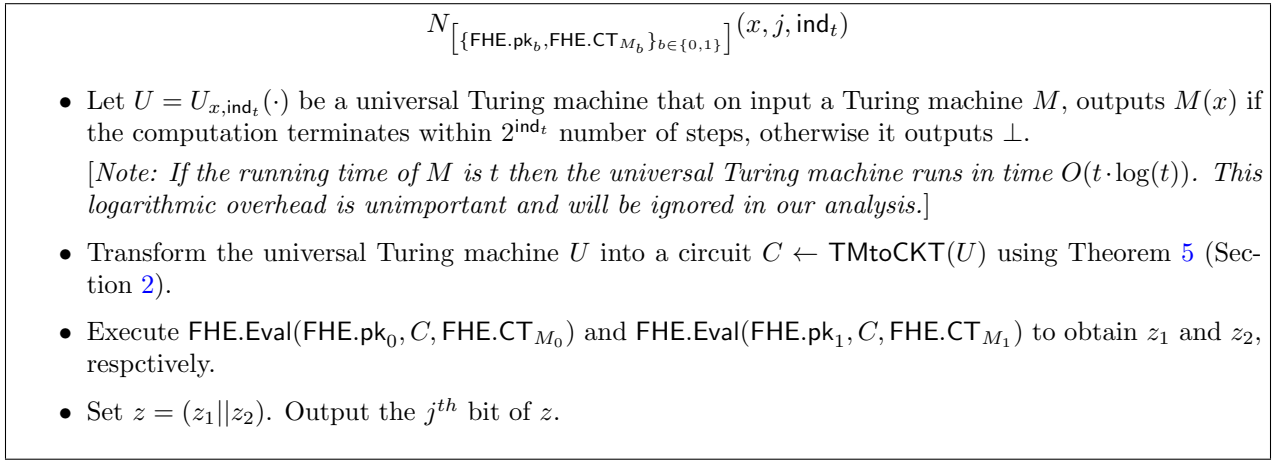 N_{[{FHE.pk_b, FHE.CT_{M_b}}_{b∈{0,1}}]}(x, j, ind_t)
• Let U = U_{x,ind_t}(·) be a universal Turing machine that on input a Turing machine M, outputs M(x) if
the computation terminates within 2^{ind_t} number of steps, otherwise it outputs ⊥.
[Note: If the running time of M is t then the universal Turing machine runs in time O(t·log(t)). This
logarithmic overhead is unimportant and will be ignored in our analysis.]
• Transform the universal Turing machine U into a circuit C ← TMtoCKT(U) using Theorem 5 (Sec-
tion 2).
• Execute FHE.Eval(FHE.pk_0, C, FHE.CT_{M_0}) and FHE.Eval(FHE.pk_1, C, FHE.CT_{M_1}) to obtain z_1 and z_2,
respctively.
• Set z = (z_1||z_2). Output the j^{th} bit of z.